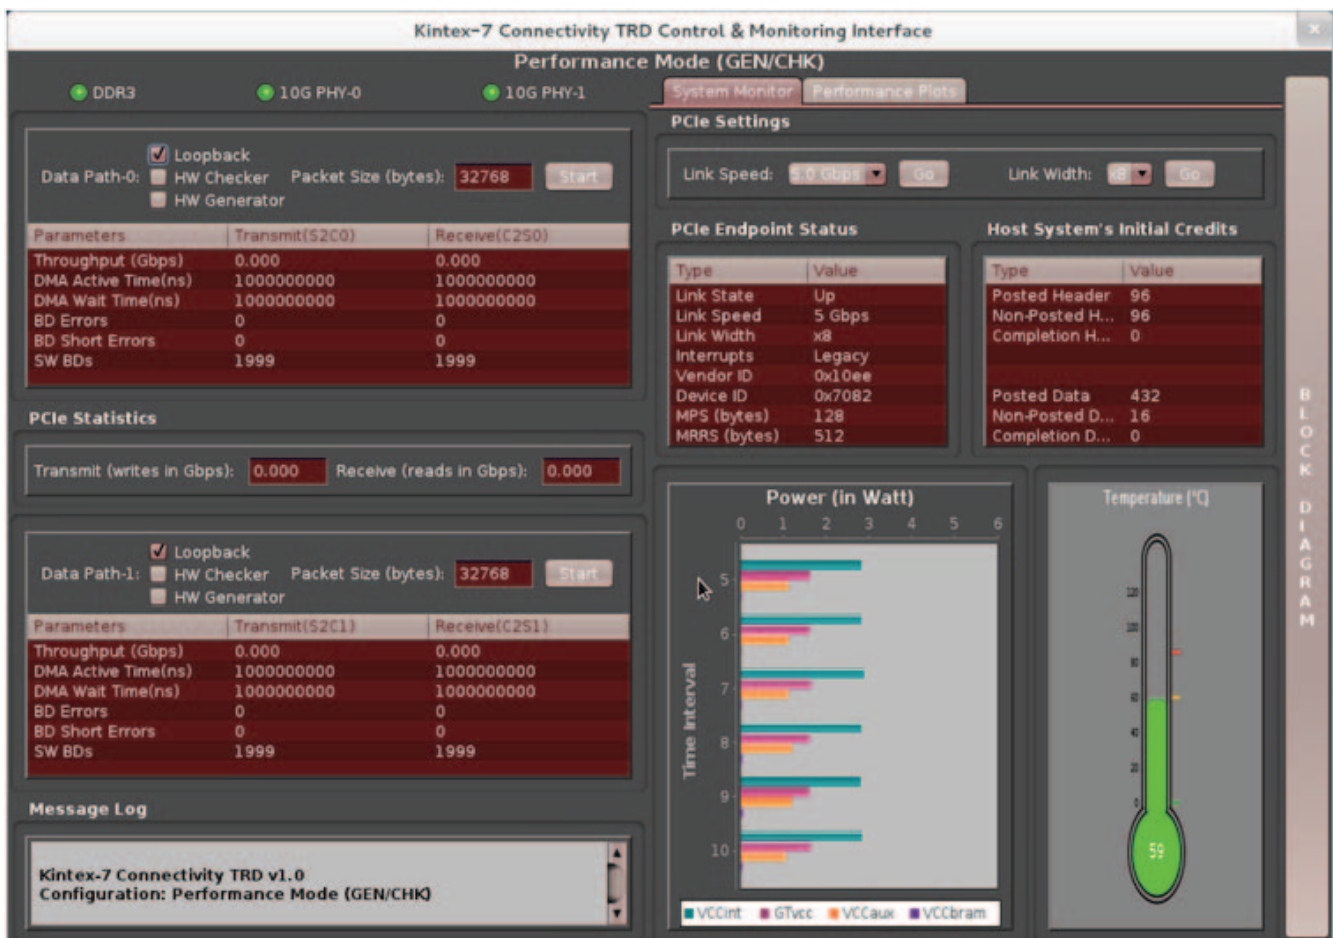 Kintex-7 Connectivity TRD Control & Monitoring Interface
Performance Mode (GEN/CHK)
DDR3 10G PHY-0 10G PHY-1
Loopback
Data Path-0: HW Checker Packet Size (bytes): 32768 Start
HW Generator
Parameters Transmit(S2C0) Receive(C2S0)
Throughput (Gbps) 0.000 0.000
DMA Active Time(ns) 1000000000 1000000000
DMA Wait Time(ns) 1000000000 1000000000
BD Errors 0 0
BD Short Errors 0 0
SW BDs 1999 1999
PCIe Statistics
Transmit (writes in Gbps): 0.000 Receive (reads in Gbps): 0.000
Loopback
Data Path-1: HW Checker Packet Size (bytes): 32768 Start
HW Generator
Parameters Transmit(S2C1) Receive(C2S1)
Throughput (Gbps) 0.000 0.000
DMA Active Time(ns) 1000000000 1000000000
DMA Wait Time(ns) 1000000000 1000000000
BD Errors 0 0
BD Short Errors 0 0
SW BDs 1999 1999
Message Log
Kintex-7 Connectivity TRD v1.0
Configuration: Performance Mode (GEN/CHK)
System Monitor Performance Plots
PCIe Settings
Link Speed: 5.0 Gbps Go Link Width: x8 Go
PCIe Endpoint Status
Type Value
Link State Up
Link Speed 5 Gbps
Link Width x8
Interrupts Legacy
Vendor ID 0x10ee
Device ID 0x7082
MPS (bytes) 128
MRRS (bytes) 512
Host System's Initial Credits
Type Value
Posted Header 96
Non-Posted H... 96
Completion H... 0
Posted Data 432
Non-Posted D... 16
Completion D... 0
Power (in Watt)
0 1 2 3 4 5 6
Time Interval
5
6
7
8
9
10
VCCint GTvcc VCCaux VCCbram
Temperature (°C)
120
100
80
60
40
20
0
59
BLOCK DIAGRAM